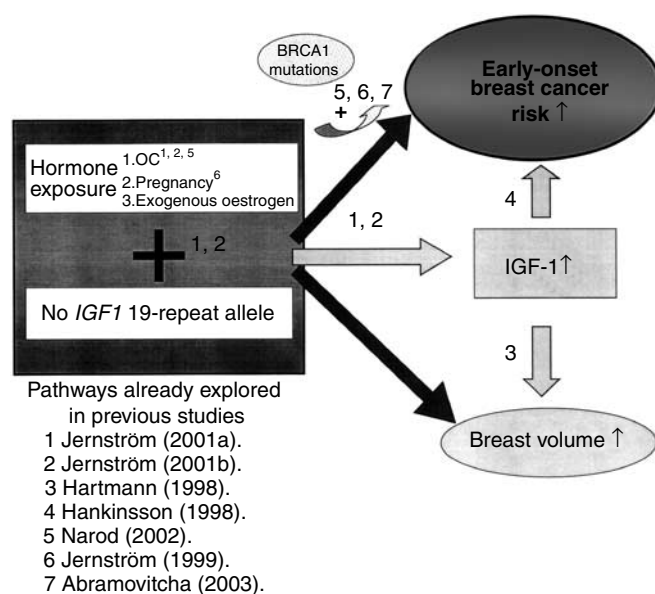 BRCA1
mutations
5, 6, 7
+
Early-onset
breast cancer
risk ↑
Hormone
exposure
1.OC1, 2, 5
2.Pregnancy6
3.Exogenous oestrogen
+ 1, 2
No IGF1 19-repeat allele
1, 2
4
IGF-1↑
3
Breast volume ↑
Pathways already explored
in previous studies
1 Jernström (2001a).
2 Jernström (2001b).
3 Hartmann (1998).
4 Hankinsson (1998).
5 Narod (2002).
6 Jernström (1999).
7 Abramovitcha (2003).